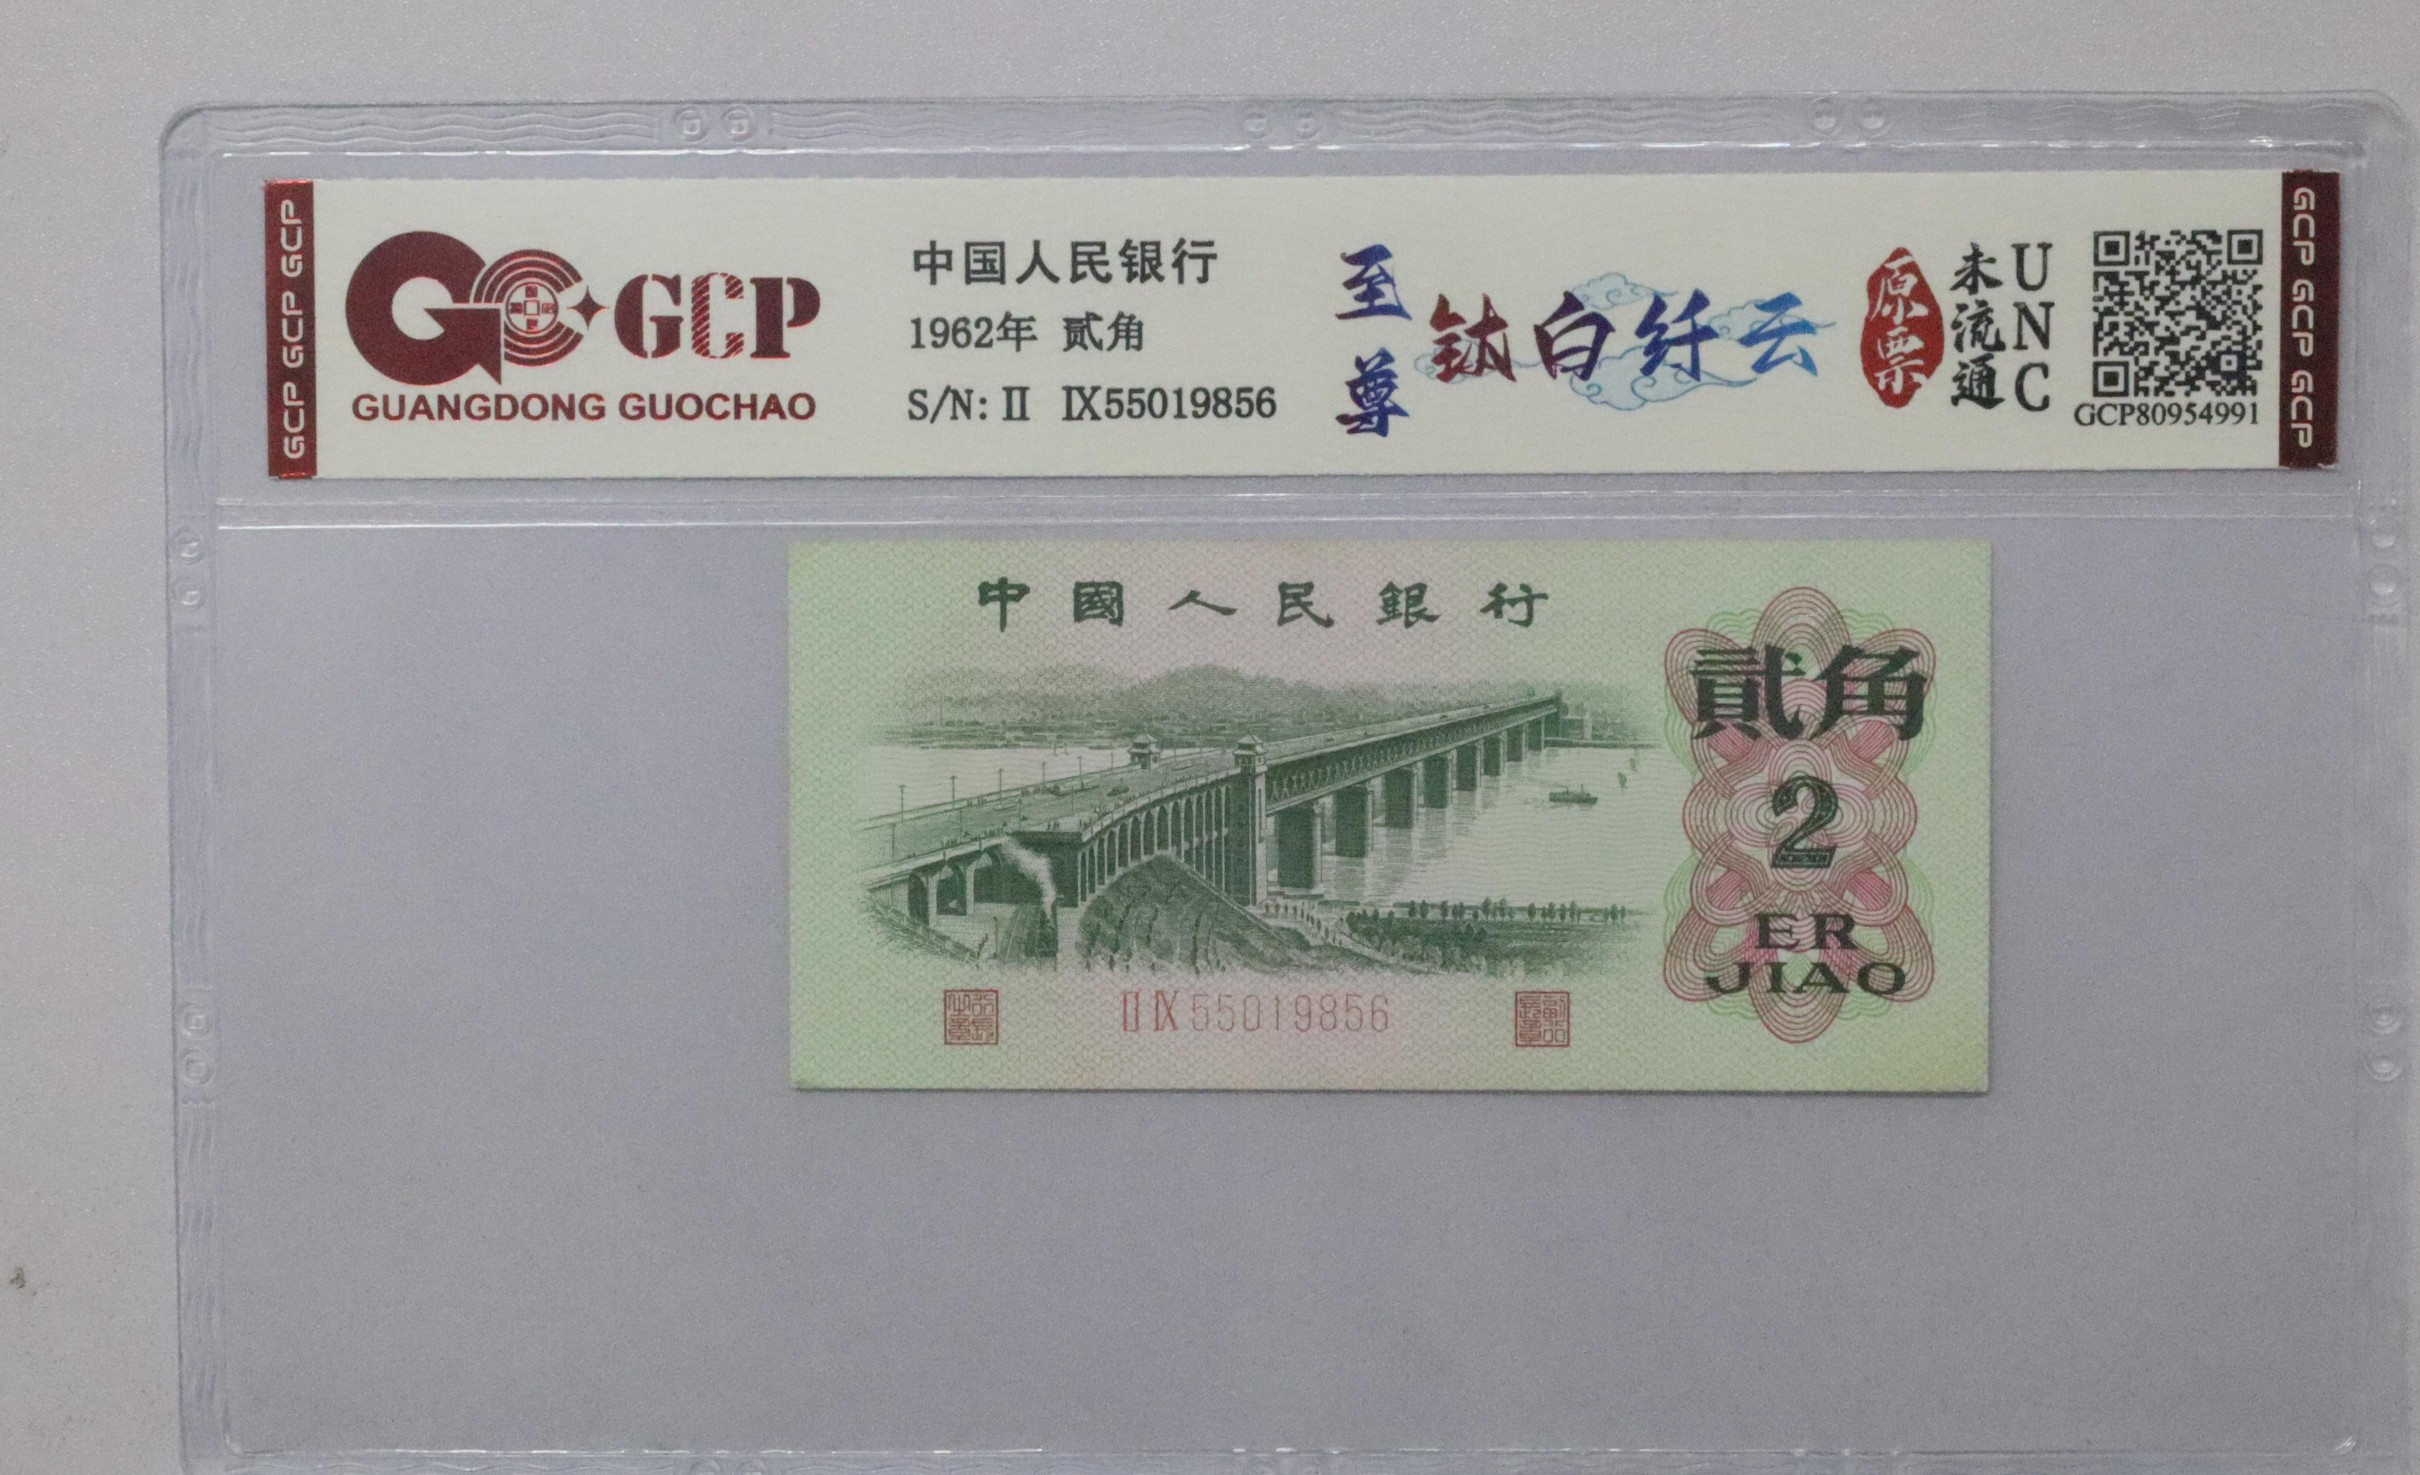 GCP GCP GCP
GCP
GUANGDONG GUOCHAO
中国人民银行
1962年 贰角
S/N: II IX55019856
至尊
钛白纤云
原票
未流通
UNC
GCP80954991
GCP GCP GCP
中國人民銀行
貳角
2
ER
JIAO
II IX 55019856